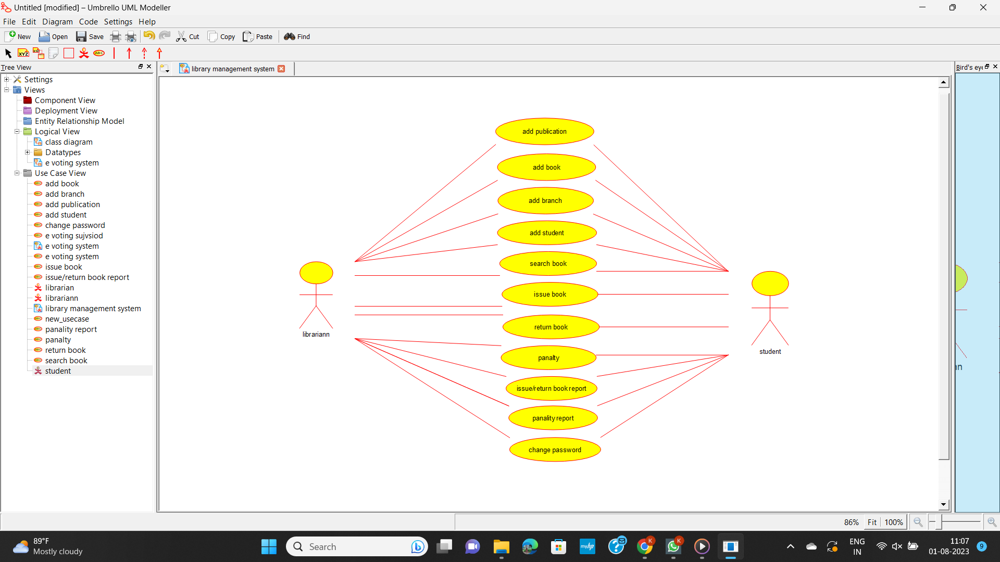 Untitled [modified] – Umbrello UML Modeller
File Edit Diagram Code Settings Help
New Open Save Cut Copy Paste Find
XYZ XYZ ABC
Tree View
library management system
Bird's eye
Settings
Views
Component View
Deployment View
Entity Relationship Model
Logical View
class diagram
Datatypes
e voting system
Use Case View
add book
add branch
add publication
add student
change password
e voting sujvsiod
e voting system
e voting system
issue book
issue/return book report
librarian
librariann
library management system
new_usecase
panality report
panalty
return book
search book
student
add publication
add book
add branch
add student
search book
issue book
return book
panalty
issue/return book report
panality report
change password
librariann
student
nn
86% Fit 100%
89°F
Mostly cloudy
Search
myhp
K
K
ENG
IN
11:07
01-08-2023
9